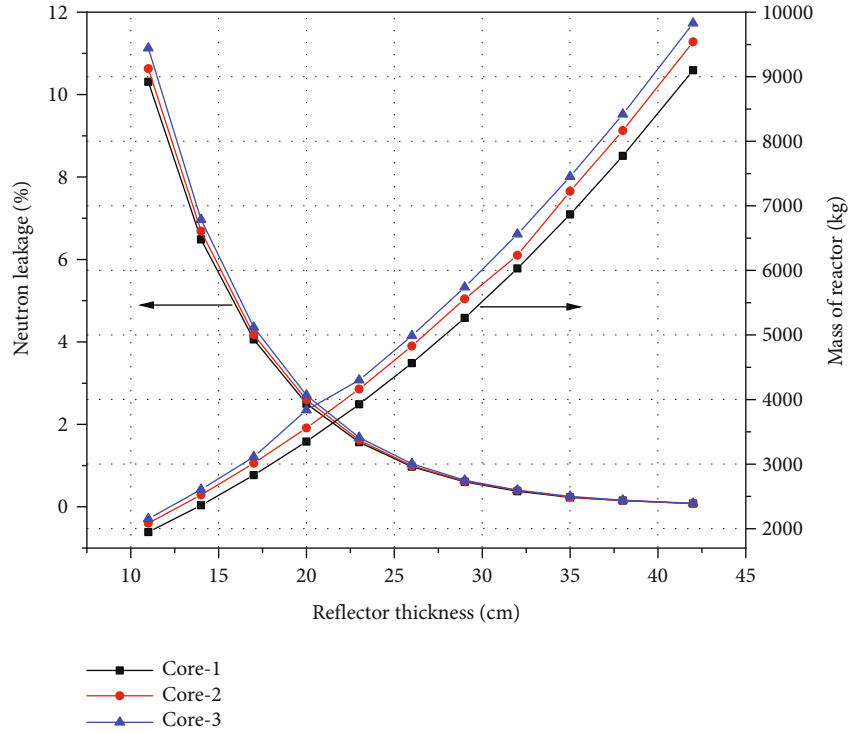 12
10
8
6
4
2
0
Neutron leakage (%)
10000
9000
8000
7000
6000
5000
4000
3000
2000
Mass of reactor (kg)
10 15 20 25 30 35 40 45
Reflector thickness (cm)
Core-1
Core-2
Core-3